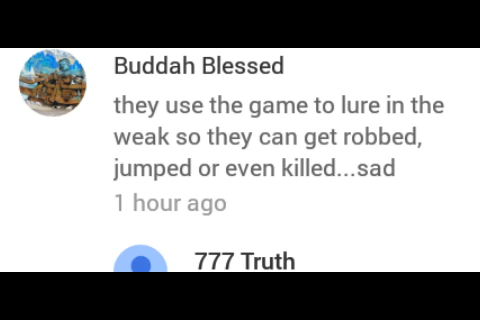 Buddah Blessed
they use the game to lure in the
weak so they can get robbed,
jumped or even killed...sad
1 hour ago
777 Truth